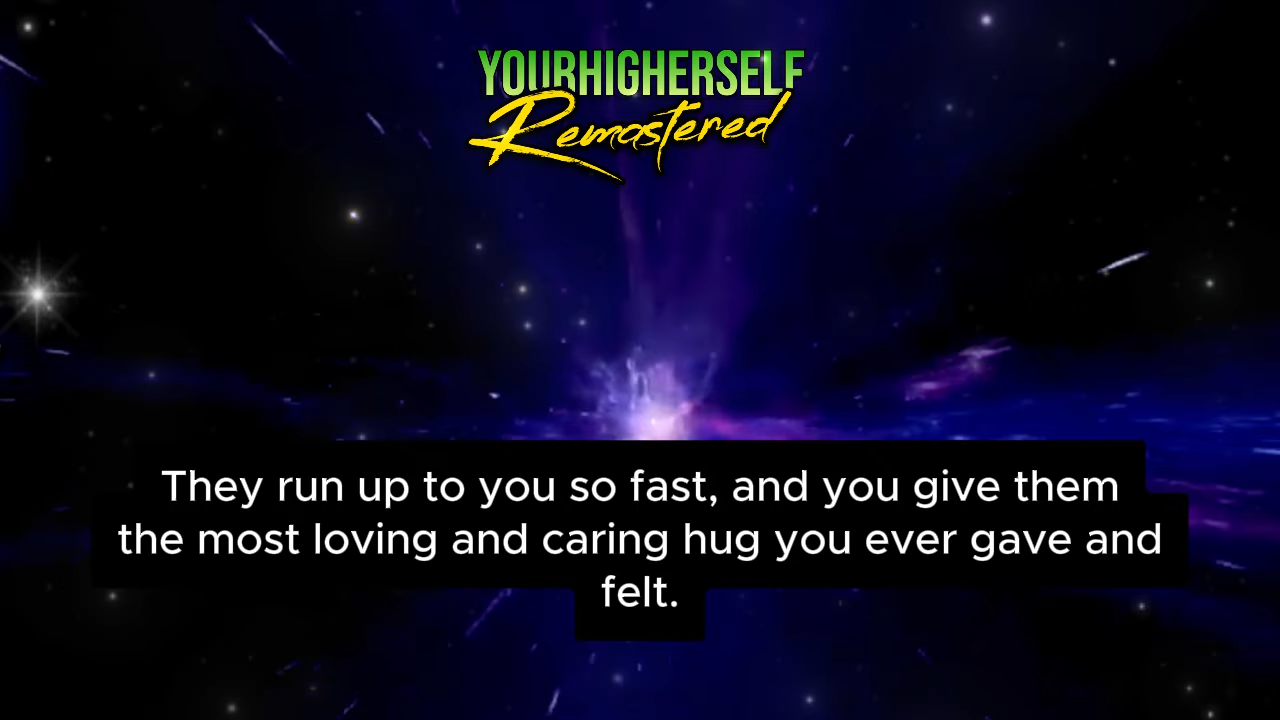 YOURHIGHERSELF
Remastered
They run up to you so fast, and you give them
the most loving and caring hug you ever gave and
felt.